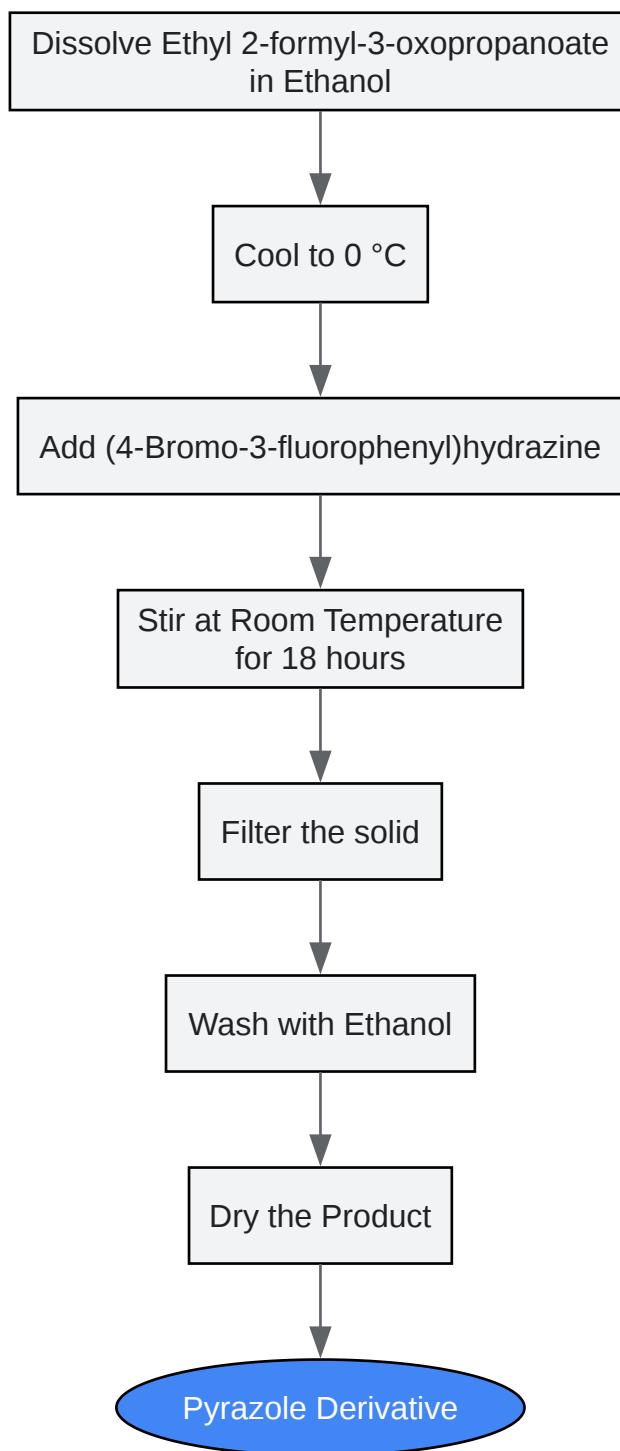 Dissolve Ethyl 2-formyl-3-oxopropanoate
in Ethanol
Cool to 0 °C
Add (4-Bromo-3-fluorophenyl)hydrazine
Stir at Room Temperature
for 18 hours
Filter the solid
Wash with Ethanol
Dry the Product
Pyrazole Derivative